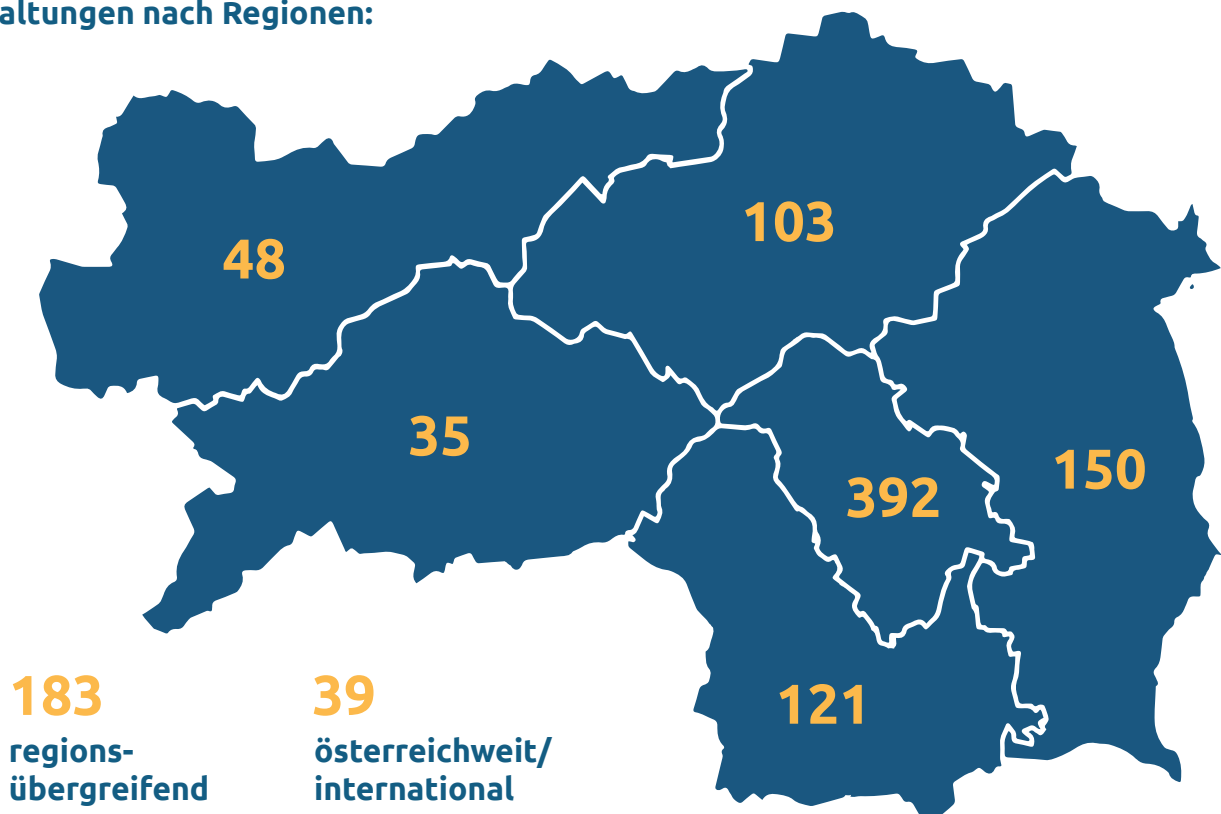 altungen nach Regionen:
103
48
35
150
392
121
183
regions-
übergreifend
39
österreichweit/
international